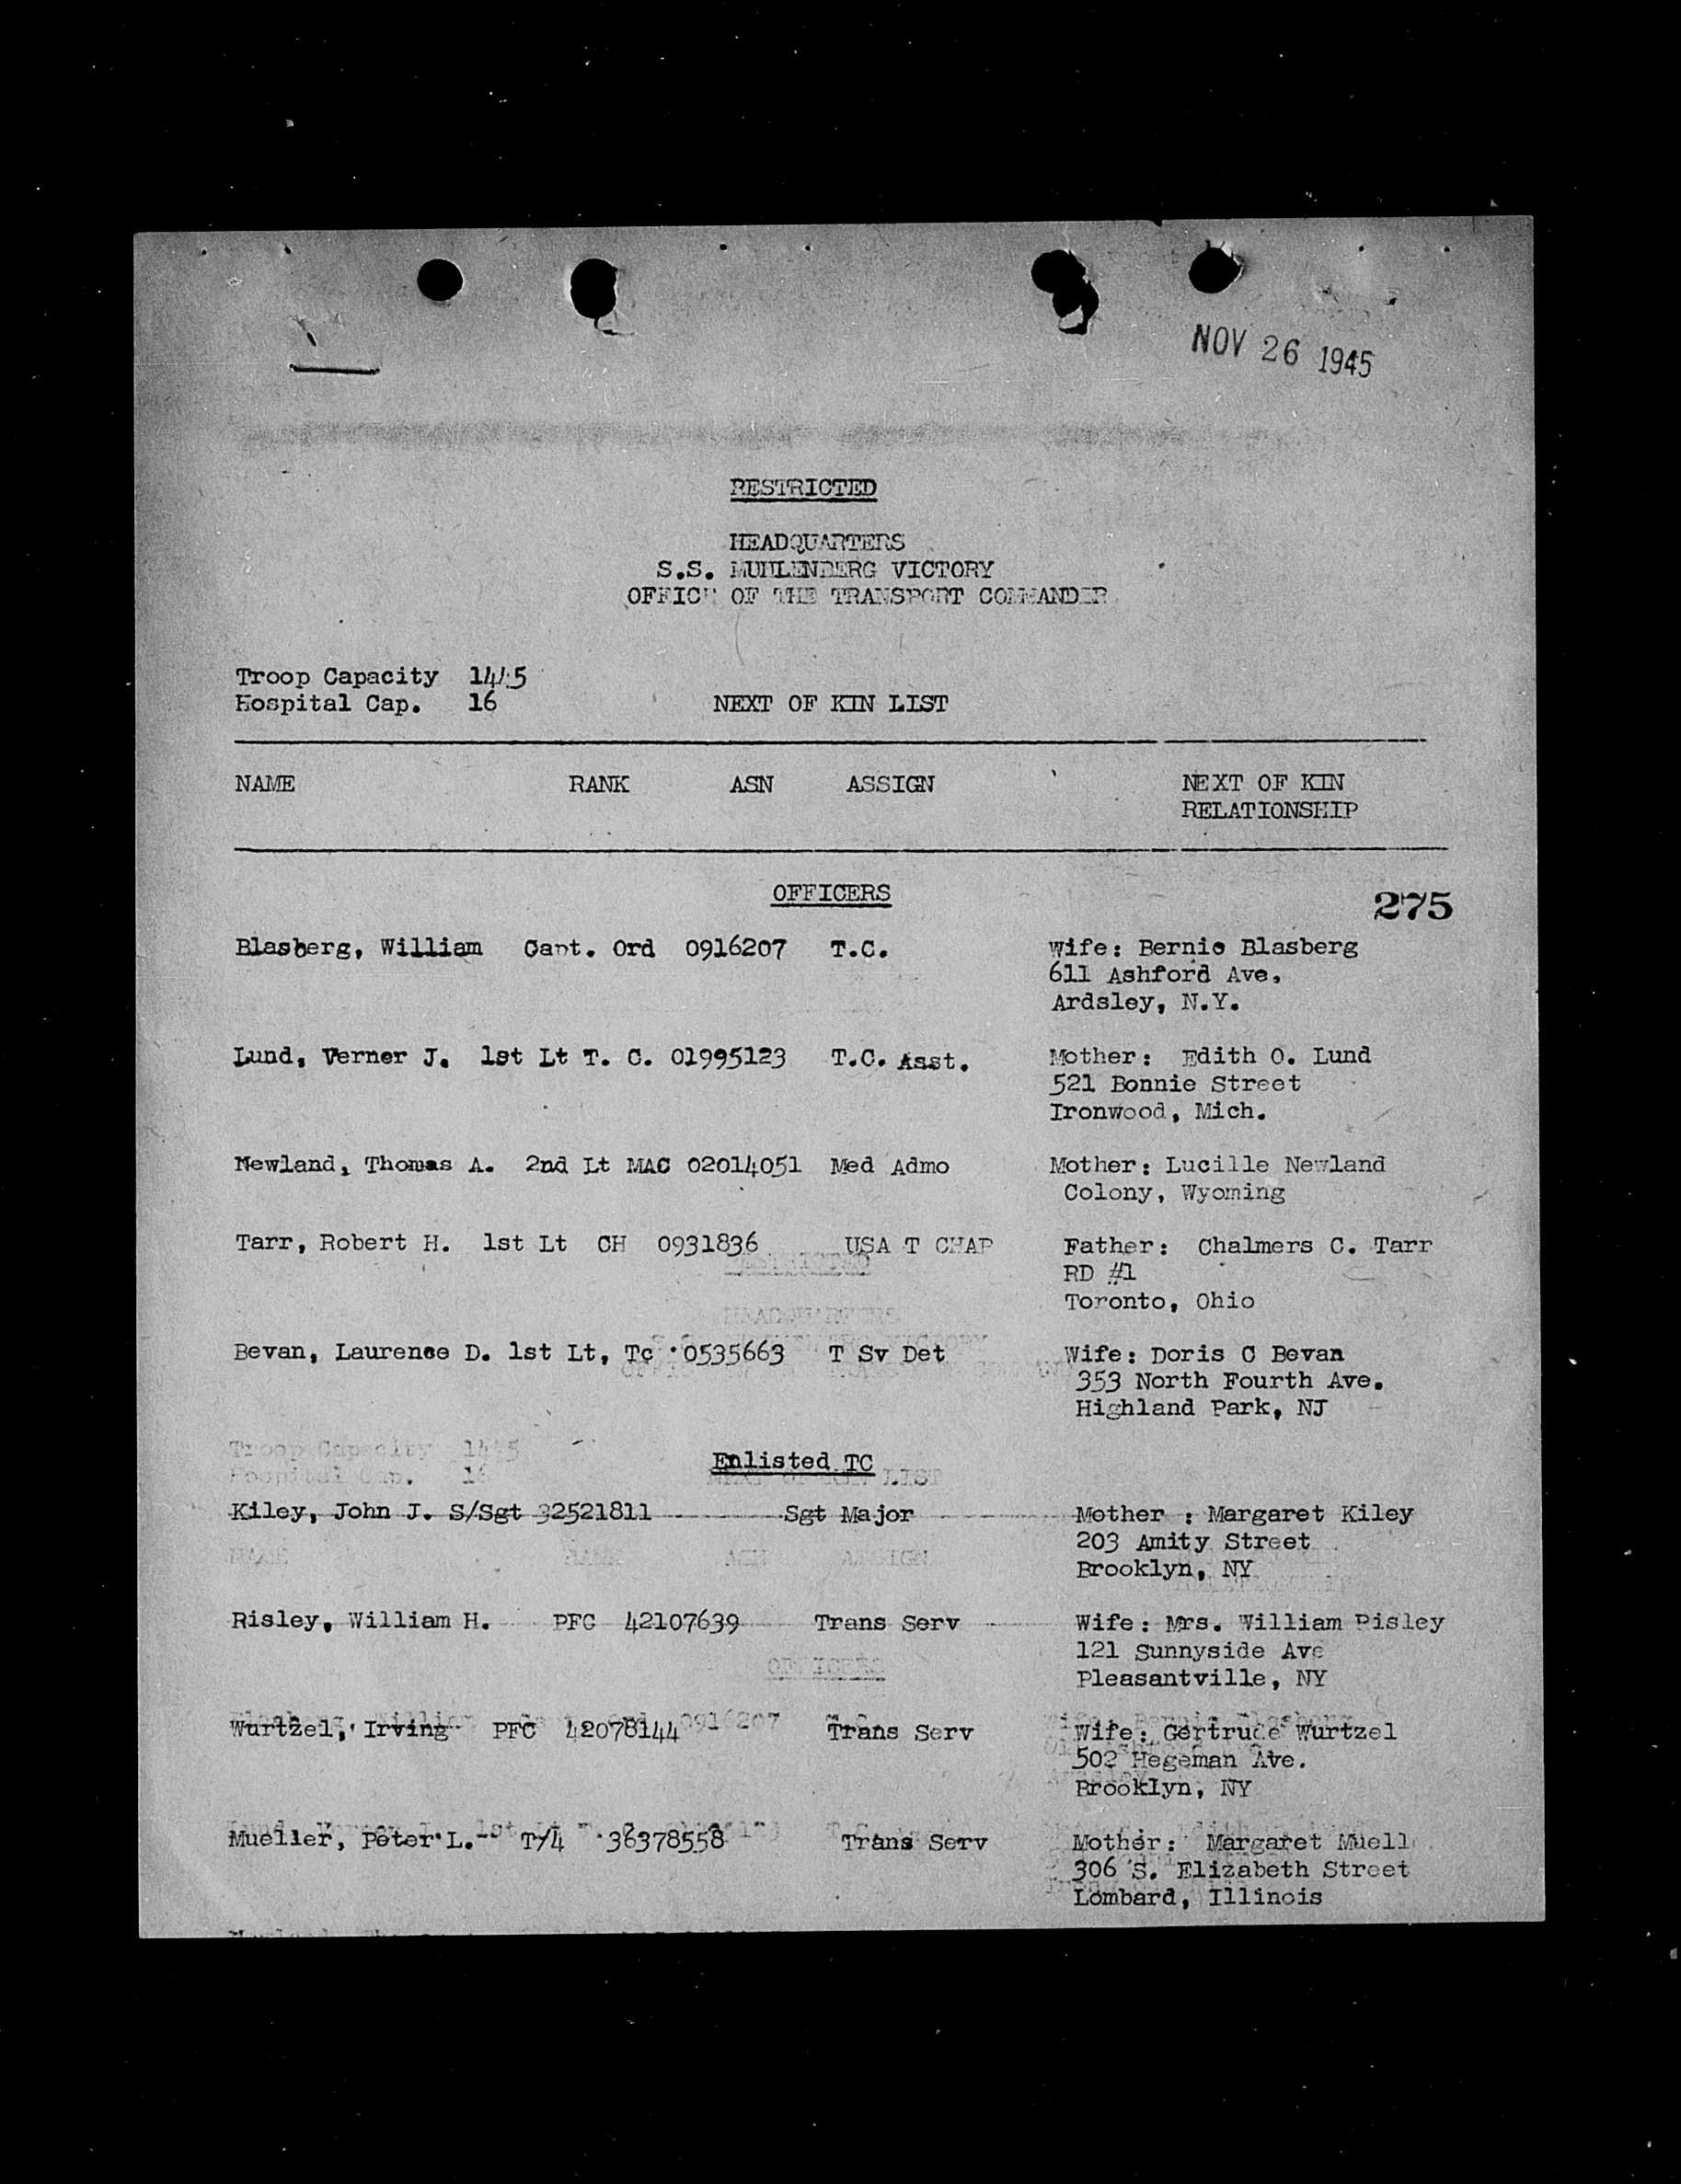 NOV 26 1945
RESTRICTED
HEADQUARTERS
S.S. MUHLENBERG VICTORY
OFFICE OF THE TRANSPORT COMMANDER
Troop Capacity 1445
Hospital Cap. 16 NEXT OF KIN LIST
NAME RANK ASN ASSIGN NEXT OF KIN
RELATIONSHIP
OFFICERS
275
Blasberg, William Capt. Ord 0916207 T.C. Wife: Bernie Blasberg
611 Ashford Ave,
Ardsley, N.Y.
Lund, Verner J. 1st Lt T. C. 01995123 T.C. Asst. Mother: Edith O. Lund
521 Bonnie Street
Ironwood, Mich.
Newland, Thomas A. 2nd Lt MAC 02014051 Med Admo Mother: Lucille Newland
Colony, Wyoming
Tarr, Robert H. 1st Lt CH 0931836 USA T CHAP Father: Chalmers C. Tarr
RD #1
Toronto, Ohio
Bevan, Laurence D. 1st Lt, Tc 0535663 T Sv Det Wife: Doris C Bevan
353 North Fourth Ave.
Highland Park, NJ
Enlisted TC
Kiley, John J. S/Sgt 32521811 Sgt Major Mother : Margaret Kiley
203 Amity Street
Brooklyn, NY
Risley, William H. PFC 42107639 Trans Serv Wife: Mrs. William Risley
121 Sunnyside Ave
Pleasantville, NY
Wurtzel, Irving PFC 42078144 Trans Serv Wife: Gertrude Wurtzel
502 Hegeman Ave.
Brooklyn, NY
Mueller, Peter L. T/4 36378558 Trans Serv Mother: Margaret Muell
306 S. Elizabeth Street
Lombard, Illinois